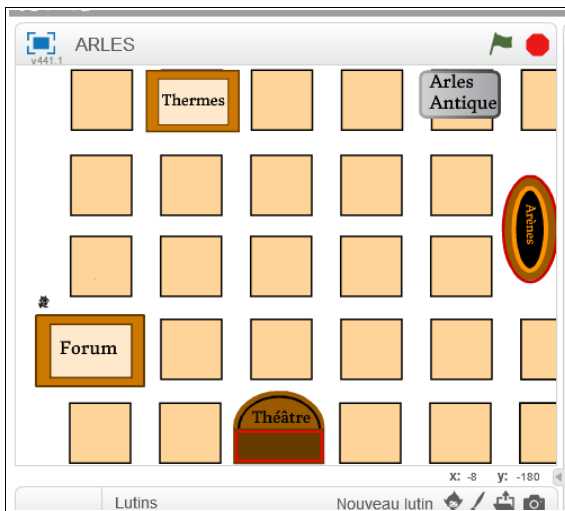 ARLES
v441.1
Thermes
Arles
Antique
Arènes
Forum
Théâtre
x: -8 y: -180
Lutins
Nouveau lutin